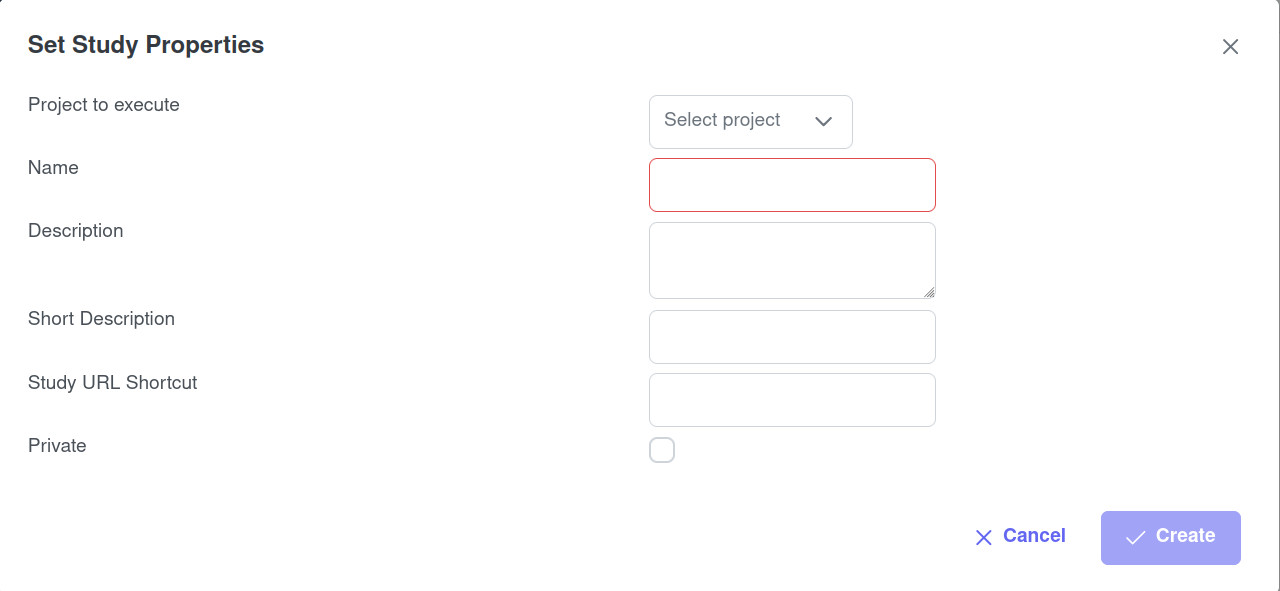 Set Study Properties
Project to execute
Select project
Name
Description
Short Description
Study URL Shortcut
Private
Cancel
Create